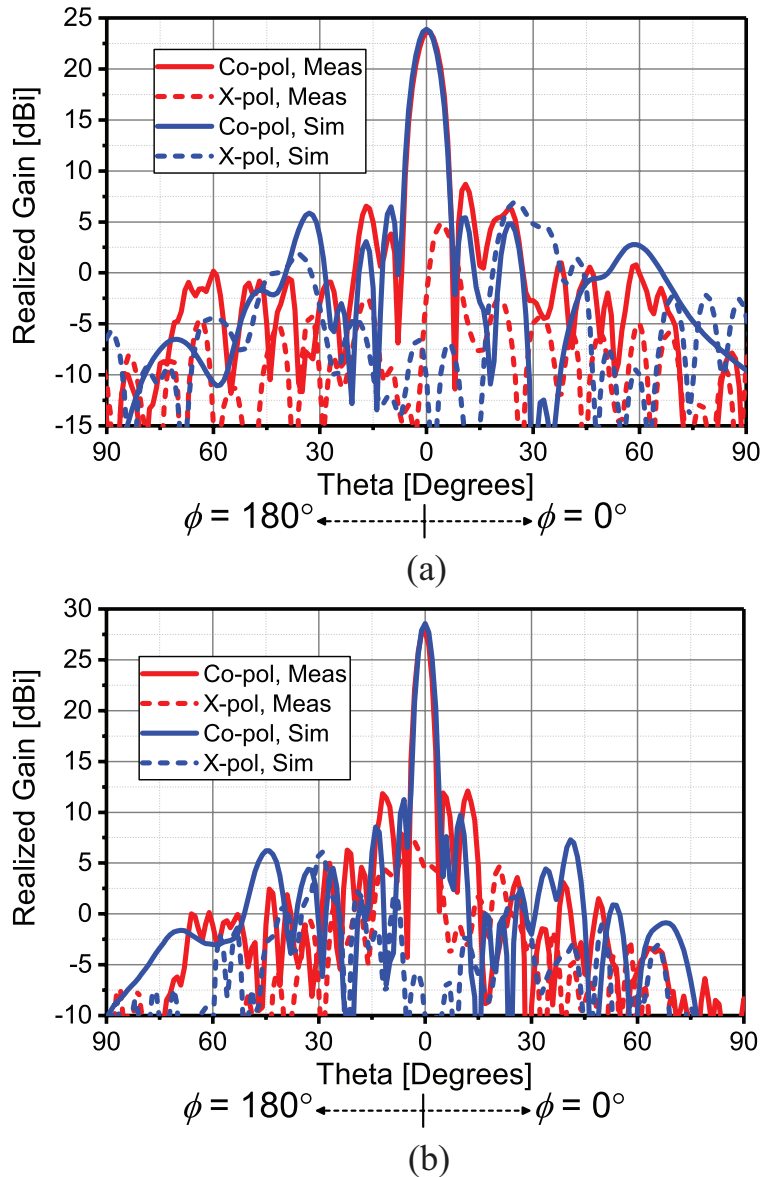 25
20
15
10
5
0
-5
-10
-15
Realized Gain [dBi]
Co-pol, Meas
X-pol, Meas
Co-pol, Sim
X-pol, Sim
90 60 30 0 30 60 90
Theta [Degrees]
ϕ = 180° ϕ = 0°
(a)
30
25
20
15
10
5
0
-5
-10
Realized Gain [dBi]
Co-pol, Meas
X-pol, Meas
Co-pol, Sim
X-pol, Sim
90 60 30 0 30 60 90
Theta [Degrees]
ϕ = 180° ϕ = 0°
(b)